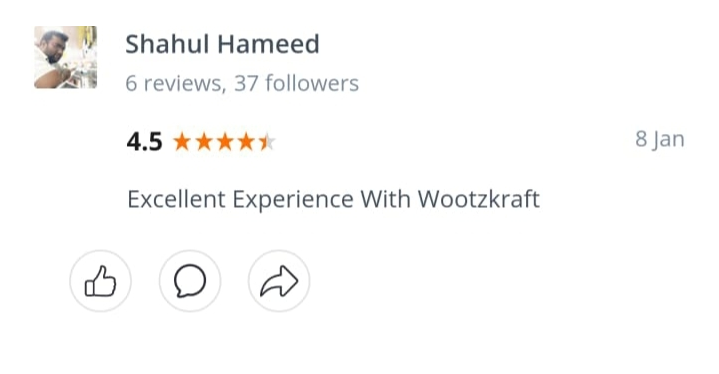 Shahul Hameed
6 reviews, 37 followers
4.5 8 Jan
Excellent Experience With Wootzkraft